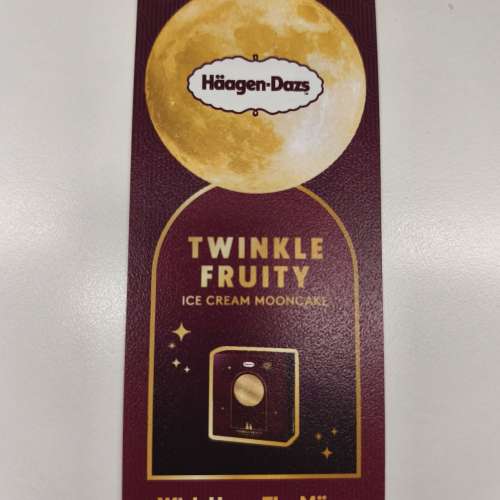 Häagen-Dazs
TWINKLE
FRUITY
ICE CREAM MOONCAKE